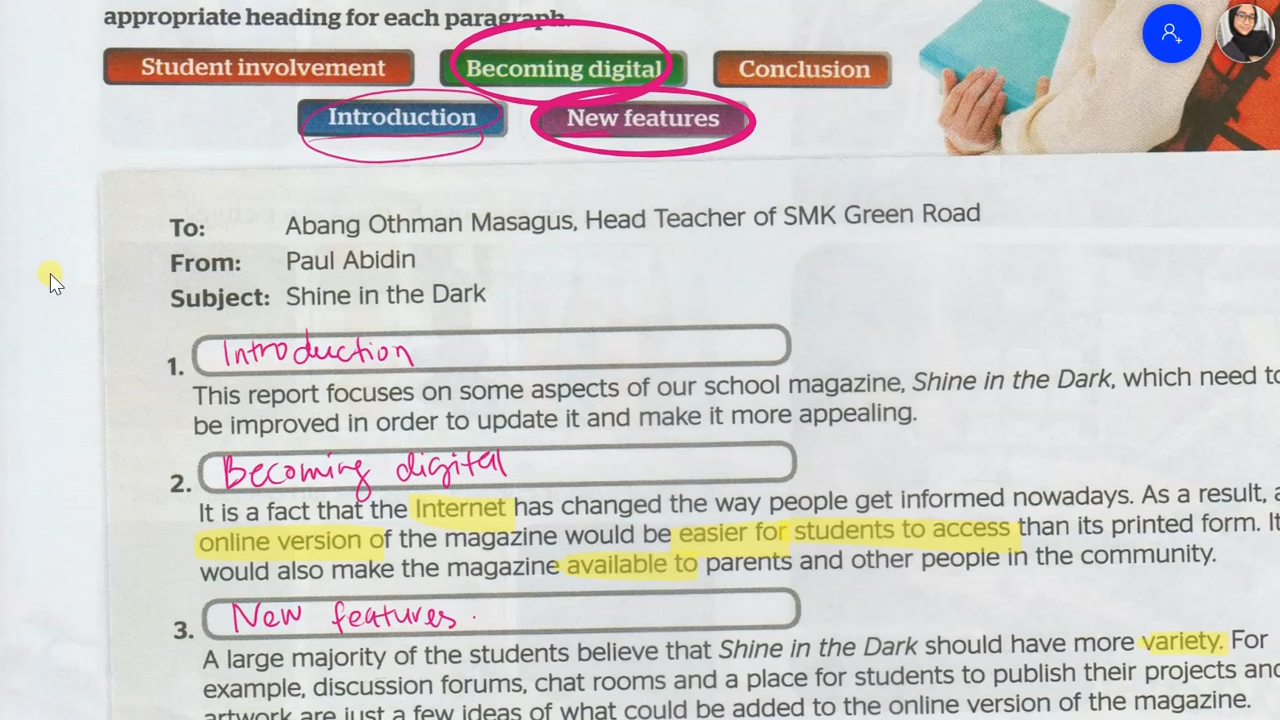 appropriate heading for each paragraph.
Student involvement
Becoming digital
Conclusion
Introduction
New features
To: Abang Othman Masagus, Head Teacher of SMK Green Road
From: Paul Abidin
Subject: Shine in the Dark
1. Introduction
This report focuses on some aspects of our school magazine, Shine in the Dark, which need to
be improved in order to update it and make it more appealing.
2. Becoming digital
It is a fact that the Internet has changed the way people get informed nowadays. As a result, a
online version of the magazine would be easier for students to access than its printed form. It
would also make the magazine available to parents and other people in the community.
3. New features.
A large majority of the students believe that Shine in the Dark should have more variety. For
example, discussion forums, chat rooms and a place for students to publish their projects and
artwork are just a few ideas of what could be added to the online version of the magazine.